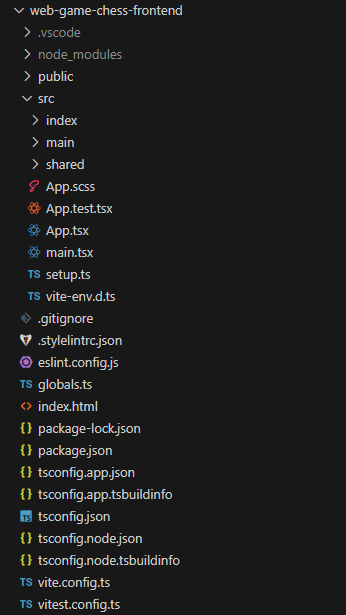 web-game-chess-frontend
.vscode
node_modules
public
src
index
main
shared
App.scss
App.test.tsx
App.tsx
main.tsx
TS setup.ts
TS vite-env.d.ts
.gitignore
.stylelintrc.json
eslint.config.js
TS globals.ts
<> index.html
{} package-lock.json
{} package.json
{} tsconfig.app.json
{} tsconfig.app.tsbuildinfo
TS tsconfig.json
{} tsconfig.node.json
{} tsconfig.node.tsbuildinfo
TS vite.config.ts
TS vitest.config.ts